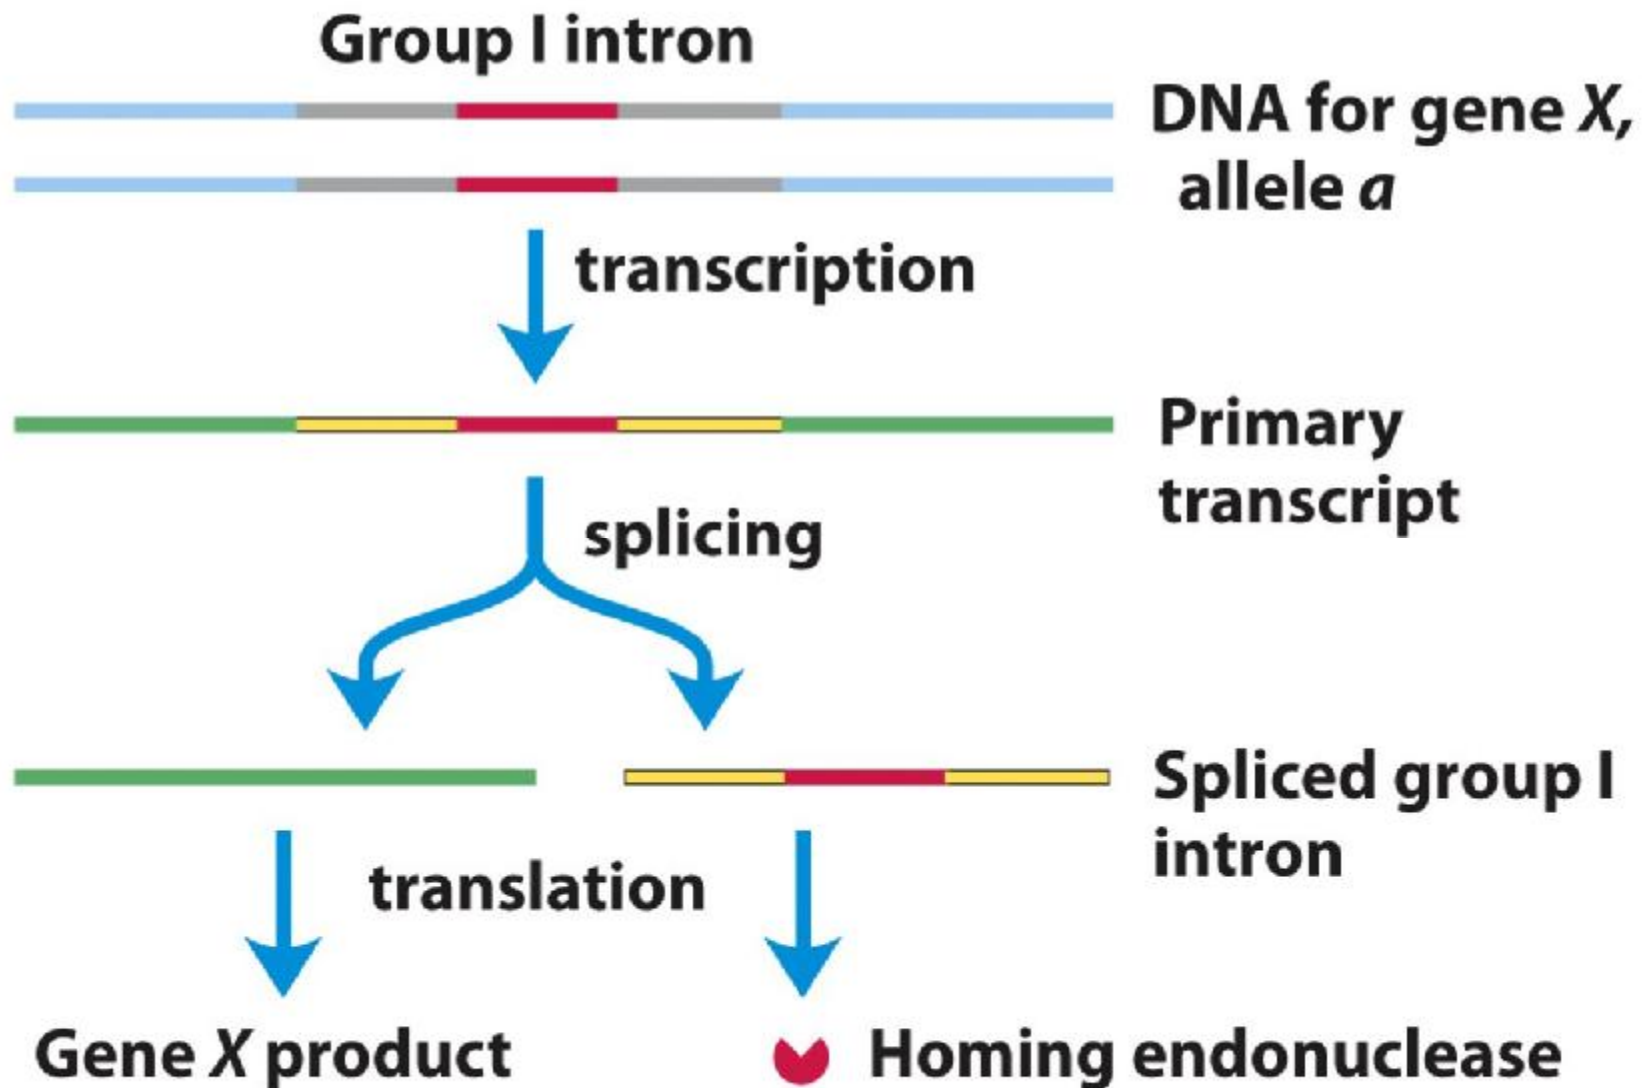 Group I intron
DNA for gene X,
allele a
transcription
Primary
transcript
splicing
Spliced group I
intron
translation
Gene X product
Homing endonuclease